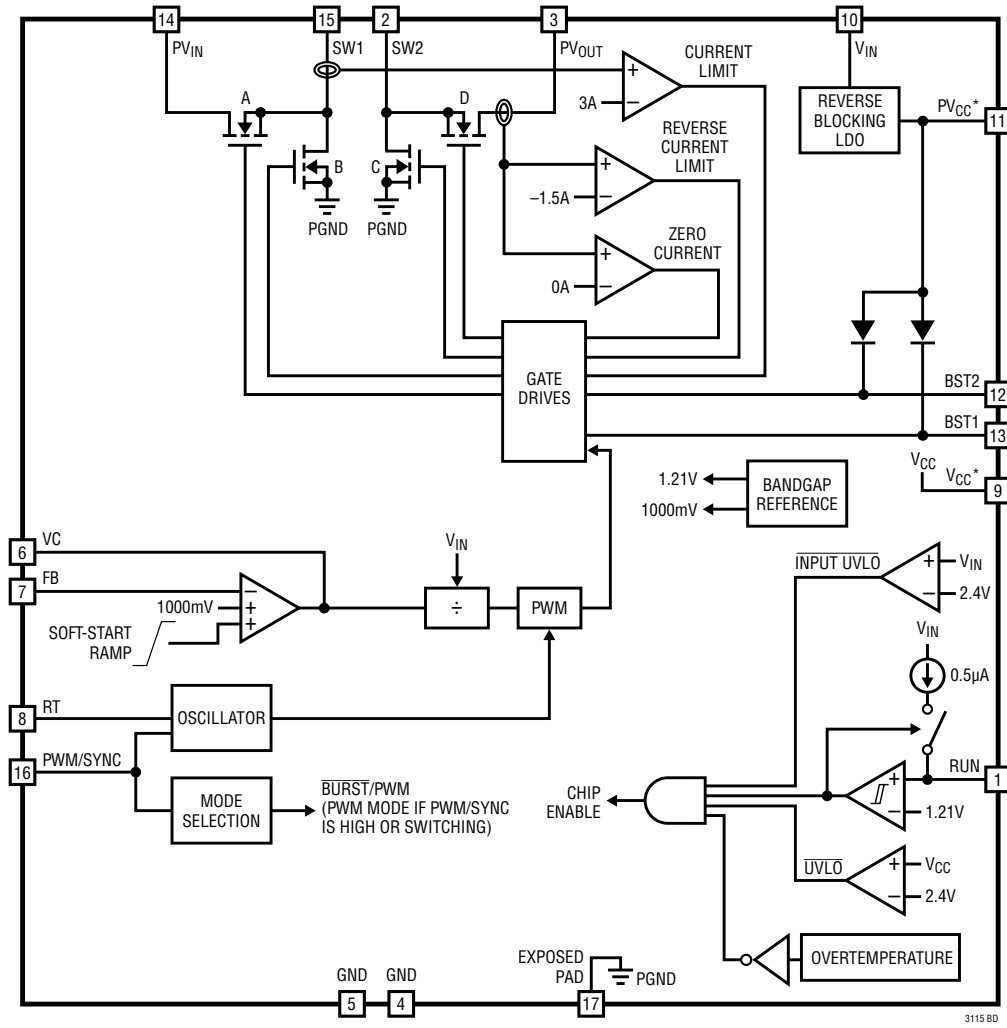 14
15
2
3
10
PVIN
SW1
SW2
PVOUT
VIN
CURRENT
LIMIT
+
3A
–
A
D
REVERSE
BLOCKING
LDO
PVCC*
11
REVERSE
CURRENT
LIMIT
B
C
+
–1.5A
–
PGND
PGND
ZERO
CURRENT
+
0A
–
GATE
DRIVES
BST2
12
BST1
13
1.21V
1000mV
BANDGAP
REFERENCE
VCC
VCC*
9
6
VC
7
FB
VIN
–
1000mV
+
+
SOFT-START
RAMP
÷
PWM
INPUT UVLO
+
VIN
–
2.4V
VIN
0.5µA
8
RT
OSCILLATOR
16
PWM/SYNC
MODE
SELECTION
BURST/PWM
(PWM MODE IF PWM/SYNC
IS HIGH OR SWITCHING)
CHIP
ENABLE
+
RUN
1
–
1.21V
UVLO
+
VCC
–
2.4V
OVERTEMPERATURE
EXPOSED
PAD
PGND
GND
GND
5
4
17
3115 BD